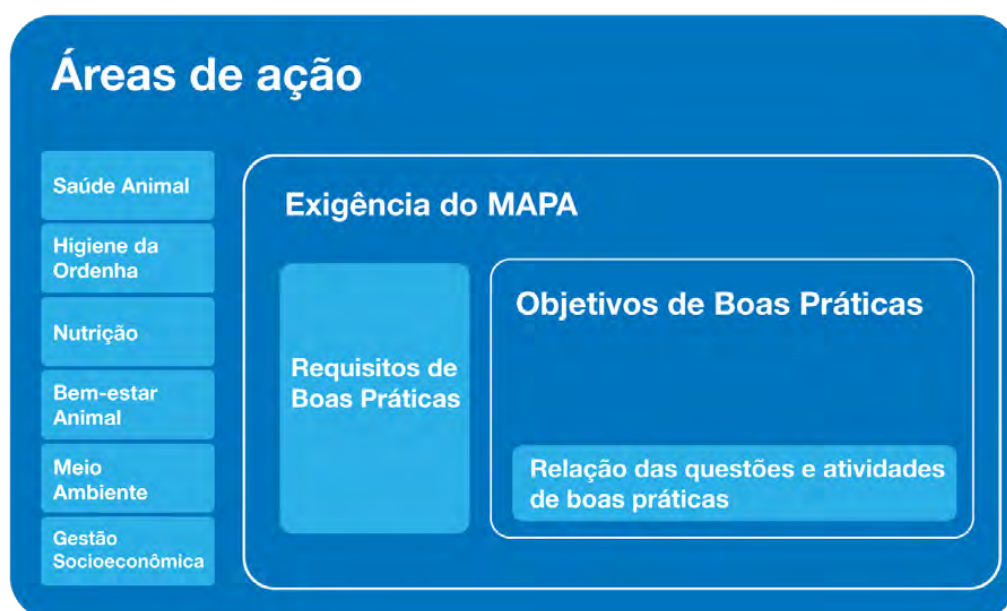 Áreas de ação
Saúde Animal
Higiene da
Ordenha
Nutrição
Bem-estar
Animal
Meio
Ambiente
Gestão
Socioeconômica
Exigência do MAPA
Requisitos de
Boas Práticas
Objetivos de Boas Práticas
Relação das questões e atividades
de boas práticas